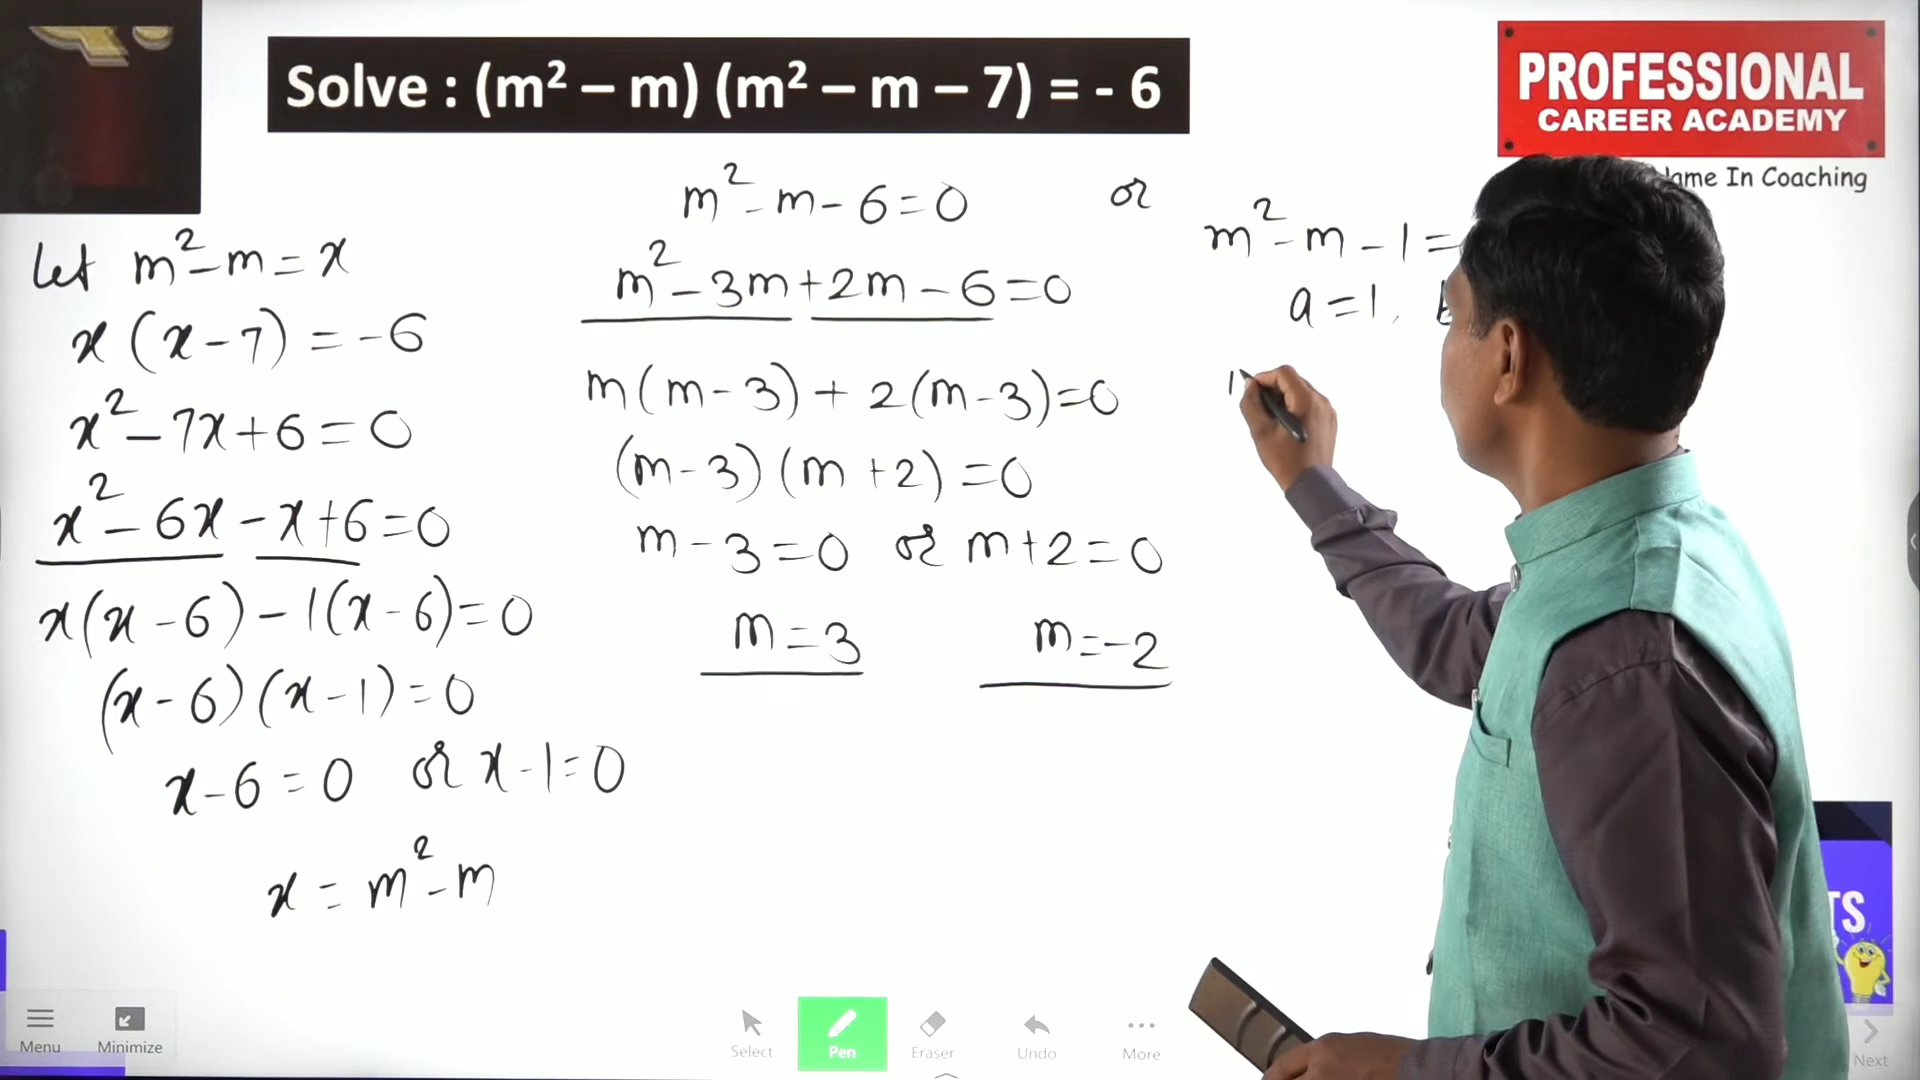 Solve : (m² – m) (m² – m – 7) = - 6
PROFESSIONAL
CAREER ACADEMY
In Coaching
Let m² - m = x
x (x - 7) = -6
x² - 7x + 6 = 0
x² - 6x - x + 6 = 0
x(x - 6) - 1(x - 6) = 0
(x - 6) (x - 1) = 0
x - 6 = 0 or x - 1 = 0
x = m² - m
m² - m - 6 = 0 or
m² - 3m + 2m - 6 = 0
m(m - 3) + 2(m - 3) = 0
(m - 3) (m + 2) = 0
m - 3 = 0 or m + 2 = 0
m = 3 m = -2
m² - m - 1 =
a = 1,
Menu
Minimize
Select
Pen
Eraser
Undo
More
Next